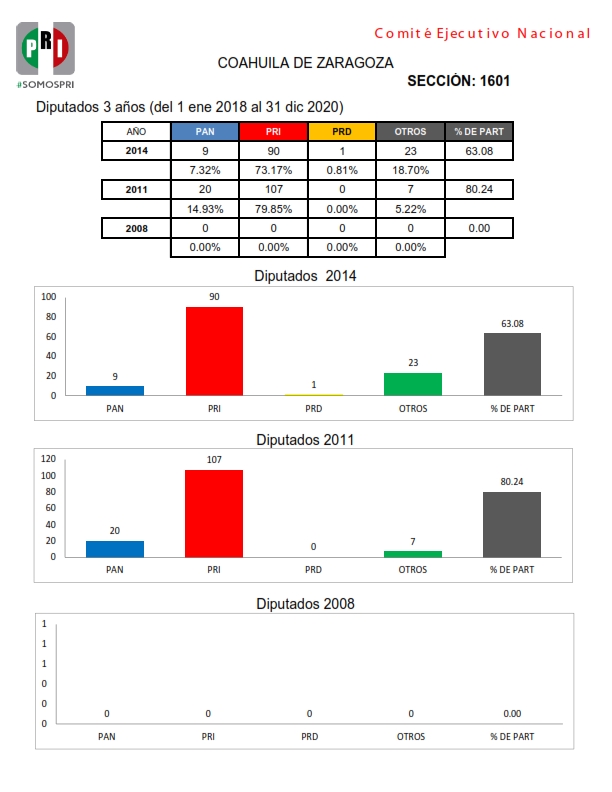 PRI
#SOMOSPRI
Comité Ejecutivo Nacional
COAHUILA DE ZARAGOZA
SECCIÓN: 1601
Diputados 3 años (del 1 ene 2018 al 31 dic 2020)
AÑO PAN PRI PRD OTROS % DE PART
2014 9 90 1 23 63.08
7.32% 73.17% 0.81% 18.70%
2011 20 107 0 7 80.24
14.93% 79.85% 0.00% 5.22%
2008 0 0 0 0 0.00
0.00% 0.00% 0.00% 0.00%
Diputados 2014
100
80
60
40
20
0
9 90 1 23 63.08
PAN PRI PRD OTROS % DE PART
Diputados 2011
120
100
80
60
40
20
0
20 107 0 7 80.24
PAN PRI PRD OTROS % DE PART
Diputados 2008
1
1
1
0
0
0
0 0 0 0 0.00
PAN PRI PRD OTROS % DE PART